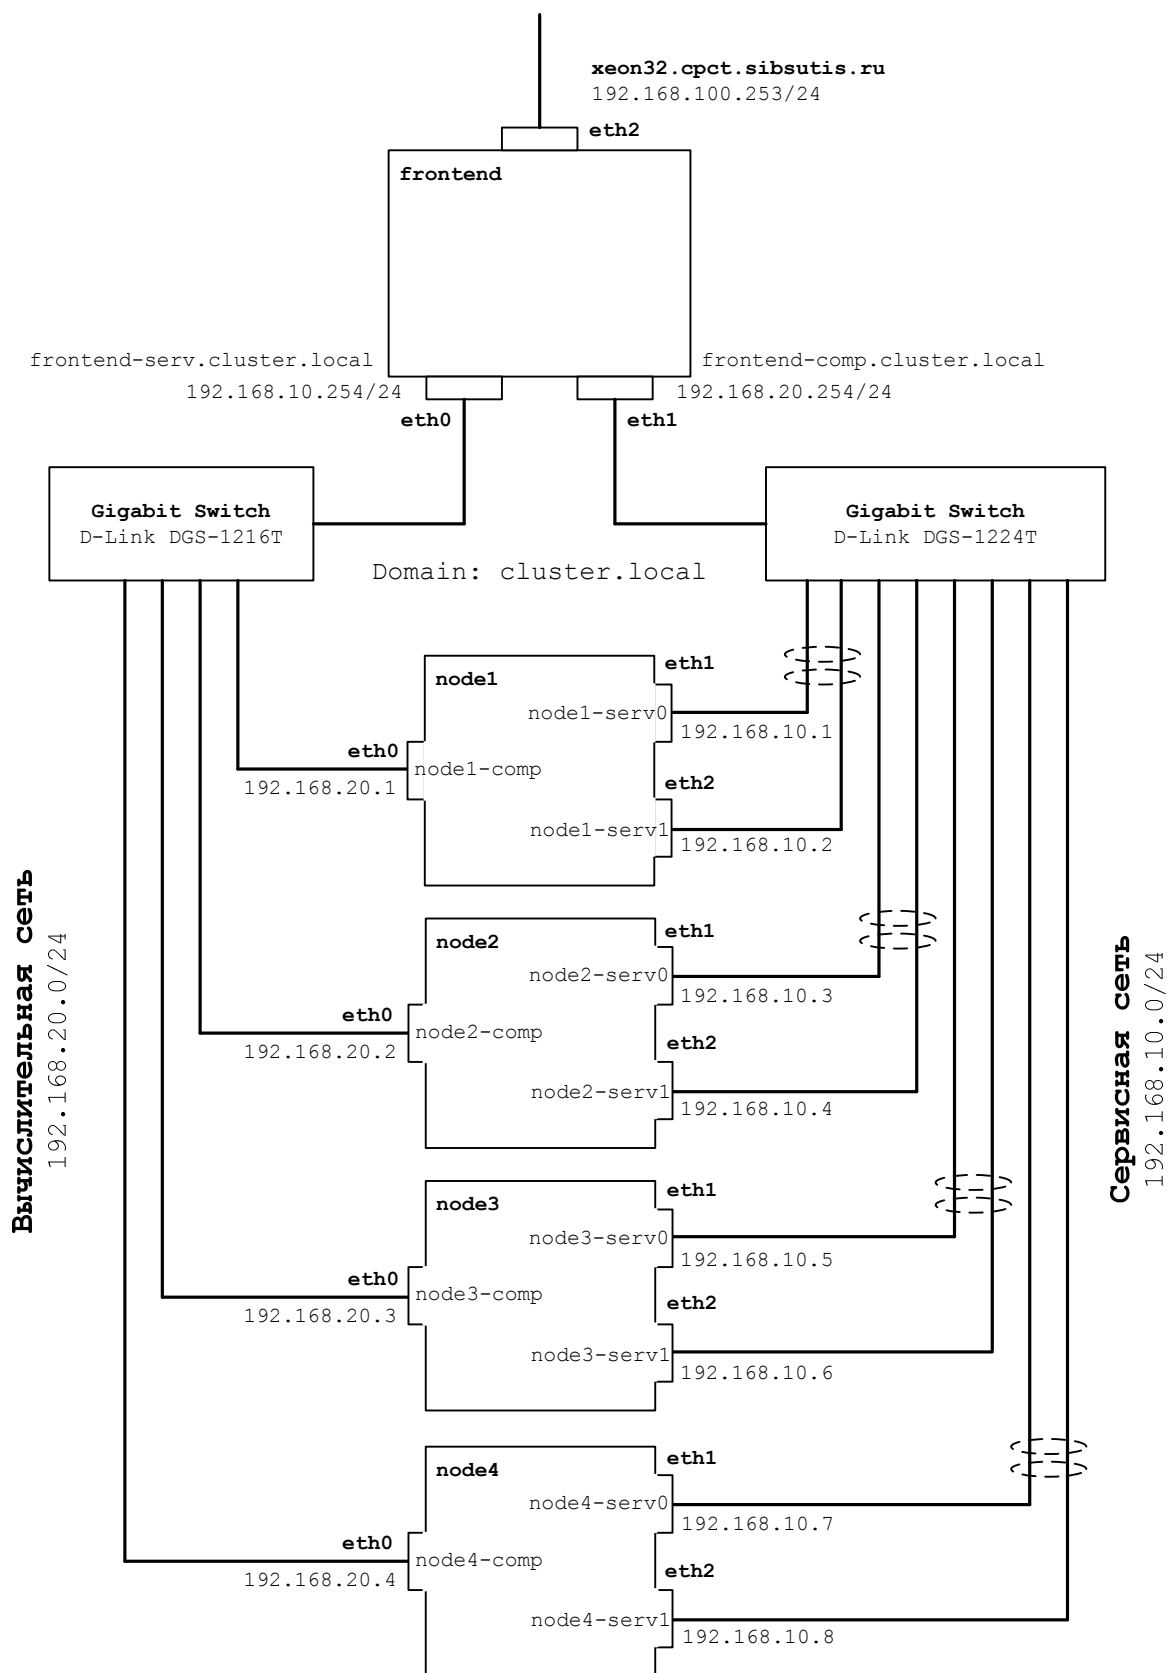 xeon32.cpct.sibsutis.ru
192.168.100.253/24
eth2
frontend
frontend-serv.cluster.local
192.168.10.254/24
eth0
frontend-comp.cluster.local
192.168.20.254/24
eth1
Gigabit Switch
D-Link DGS-1216T
Gigabit Switch
D-Link DGS-1224T
Domain: cluster.local
node1
eth1
node1-serv0
192.168.10.1
eth0
node1-comp
192.168.20.1
eth2
node1-serv1
192.168.10.2
node2
eth1
node2-serv0
192.168.10.3
eth0
node2-comp
192.168.20.2
eth2
node2-serv1
192.168.10.4
node3
eth1
node3-serv0
192.168.10.5
eth0
node3-comp
192.168.20.3
eth2
node3-serv1
192.168.10.6
node4
eth1
node4-serv0
192.168.10.7
eth0
node4-comp
192.168.20.4
eth2
node4-serv1
192.168.10.8
Вычислительная сеть
192.168.20.0/24
Сервисная сеть
192.168.10.0/24